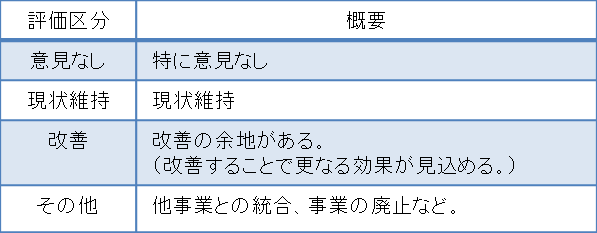 評価区分 概要
意見なし 特に意見なし
現状維持 現状維持
改善 改善の余地がある。
（改善することで更なる効果が見込める。）
その他 他事業との統合、事業の廃止など。